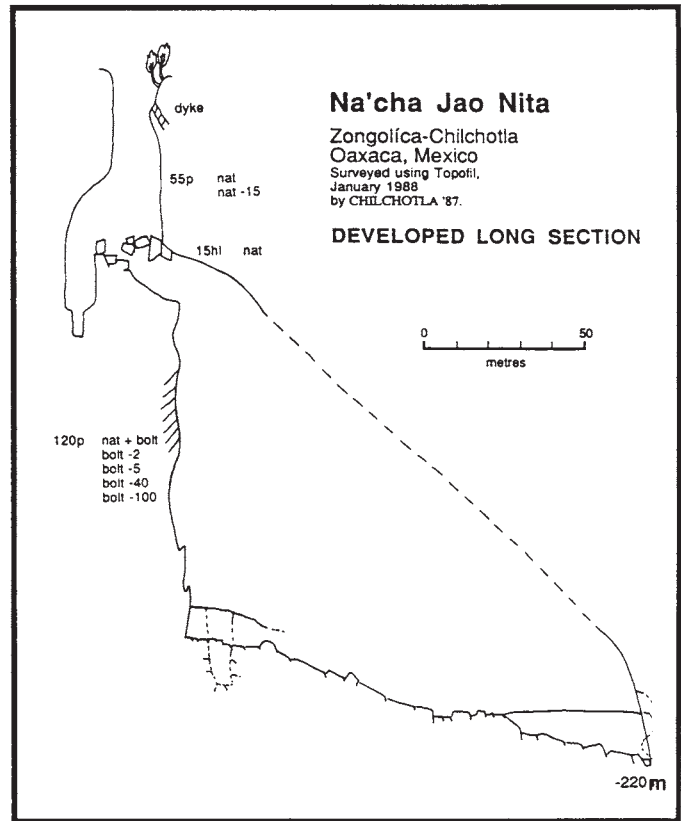 Na'cha Jao Nita
Zongolíca-Chilchotla
Oaxaca, Mexico
Surveyed using Topofil,
January 1988
by CHILCHOTLA '87.
DEVELOPED LONG SECTION
dyke
55p nat
nat -15
15hl nat
0 50
metres
120p nat + bolt
bolt -2
bolt -5
bolt -40
bolt -100
-220m